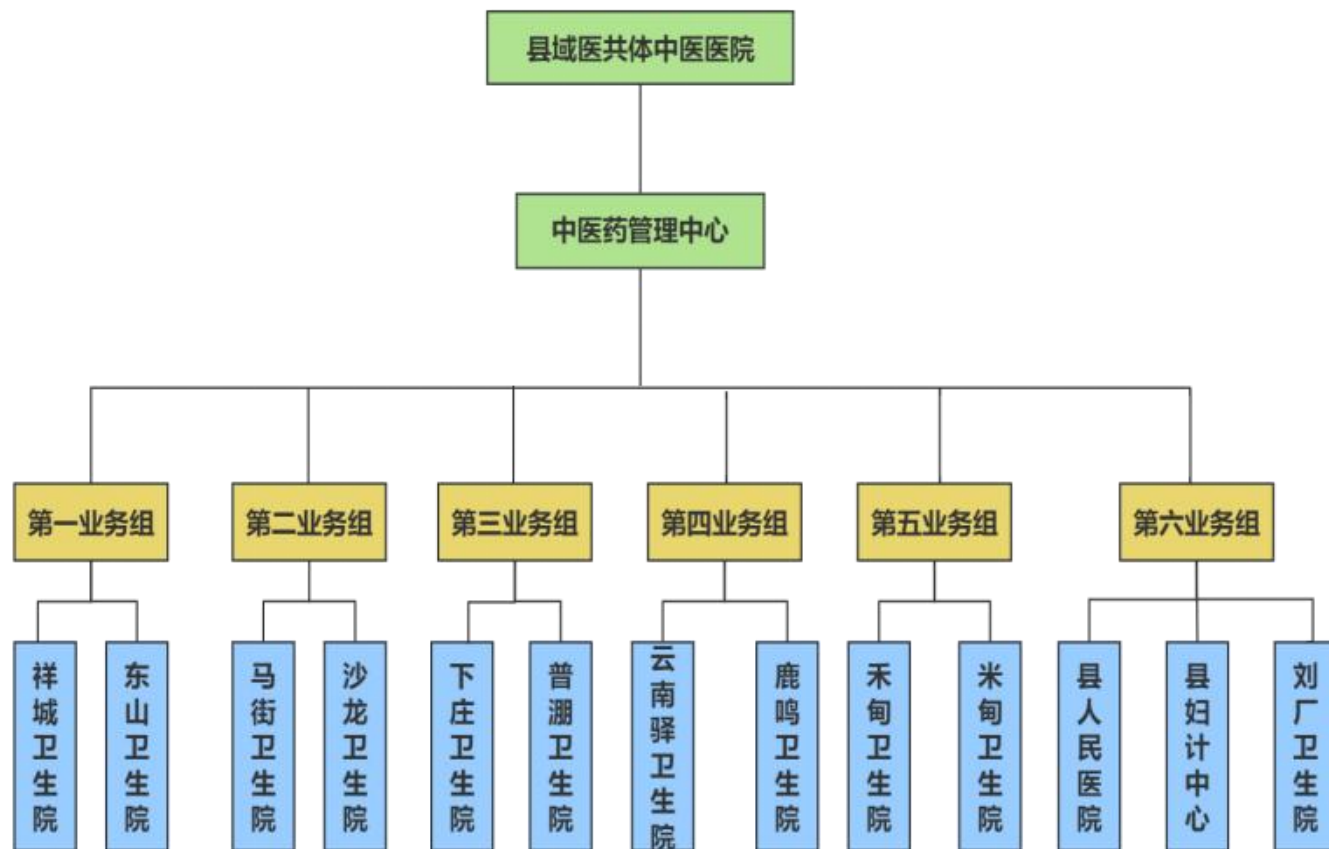 县域医共体中医医院
中医药管理中心
第一业务组
第二业务组
第三业务组
第四业务组
第五业务组
第六业务组
祥城卫生院
东山卫生院
马街卫生院
沙龙卫生院
下庄卫生院
普淜卫生院
云南驿卫生院
鹿鸣卫生院
禾甸卫生院
米甸卫生院
县人民医院
县妇计中心
刘厂卫生院